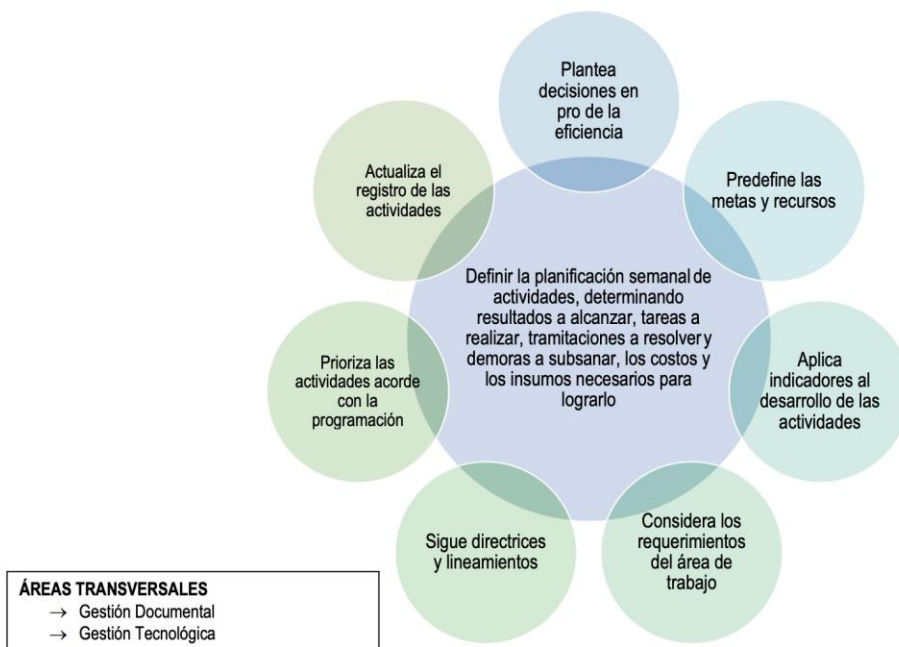 Plantea
decisiones en
pro de la
eficiencia
Predefine las
metas y recursos
Aplica
indicadores al
desarrollo de las
actividades
Considera los
requerimientos
del área de
trabajo
Sigue directrices
y lineamientos
Prioriza las
actividades acorde
con la
programación
Actualiza el
registro de las
actividades
Definir la planificación semanal de
actividades, determinando
resultados a alcanzar, tareas a
realizar, tramitaciones a resolver y
demoras a subsanar, los costos y
los insumos necesarios para
lograrlo
ÁREAS TRANSVERSALES
→ Gestión Documental
→ Gestión Tecnológica